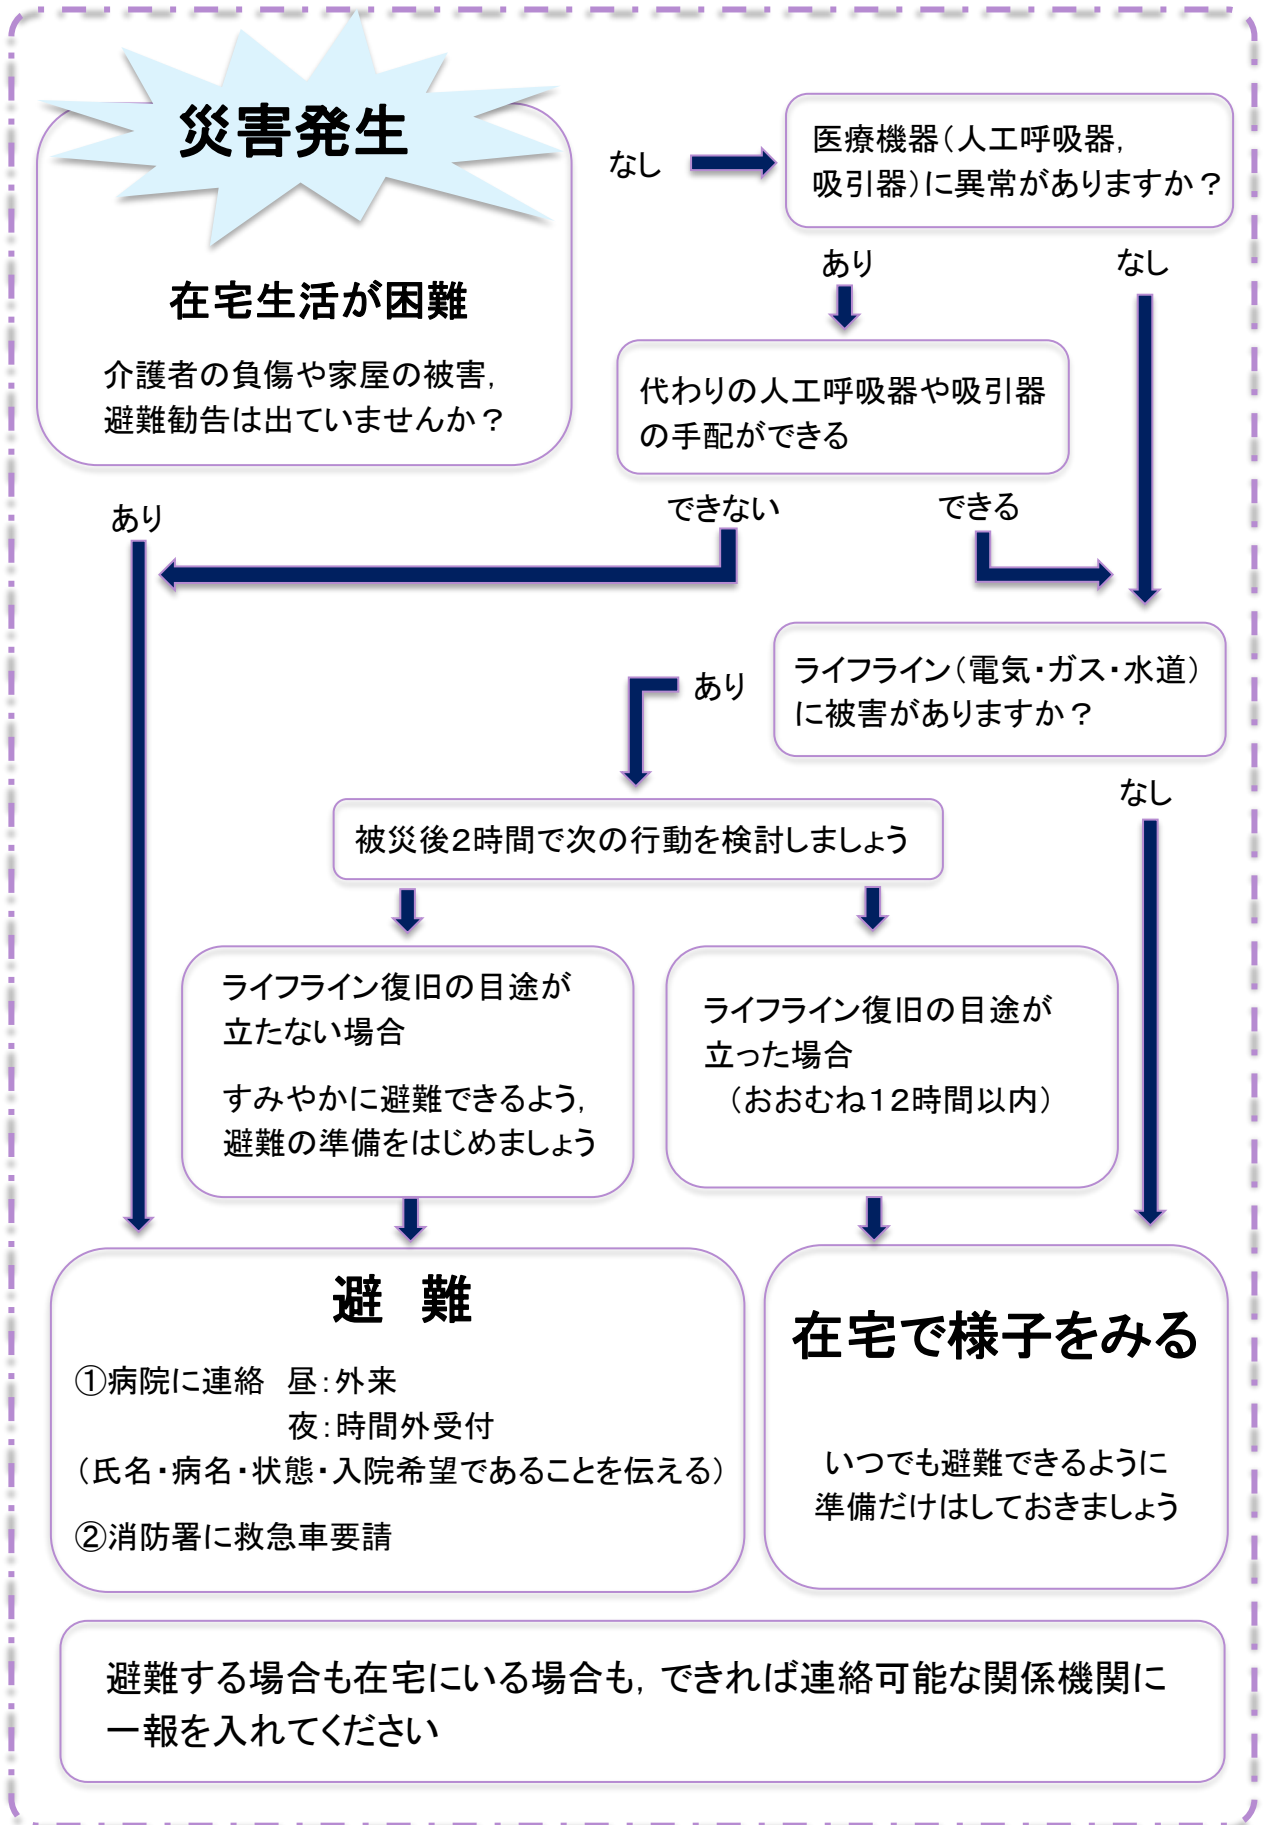 災害発生
在宅生活が困難
介護者の負傷や家屋の被害,
避難勧告は出ていませんか？
なし
医療機器（人工呼吸器,
吸引器）に異常がありますか？
あり
なし
代わりの人工呼吸器や吸引器
の手配ができる
あり
できない
できる
ライフライン（電気・ガス・水道）
に被害がありますか？
あり
なし
被災後２時間で次の行動を検討しましょう
ライフライン復旧の目途が
立たない場合
すみやかに避難できるよう,
避難の準備をはじめましょう
ライフライン復旧の目途が
立った場合
（おおむね１２時間以内）
避　難
①病院に連絡　昼：外来
夜：時間外受付
（氏名・病名・状態・入院希望であることを伝える）
②消防署に救急車要請
在宅で様子をみる
いつでも避難できるように
準備だけはしておきましょう
避難する場合も在宅にいる場合も, できれば連絡可能な関係機関に
一報を入れてください